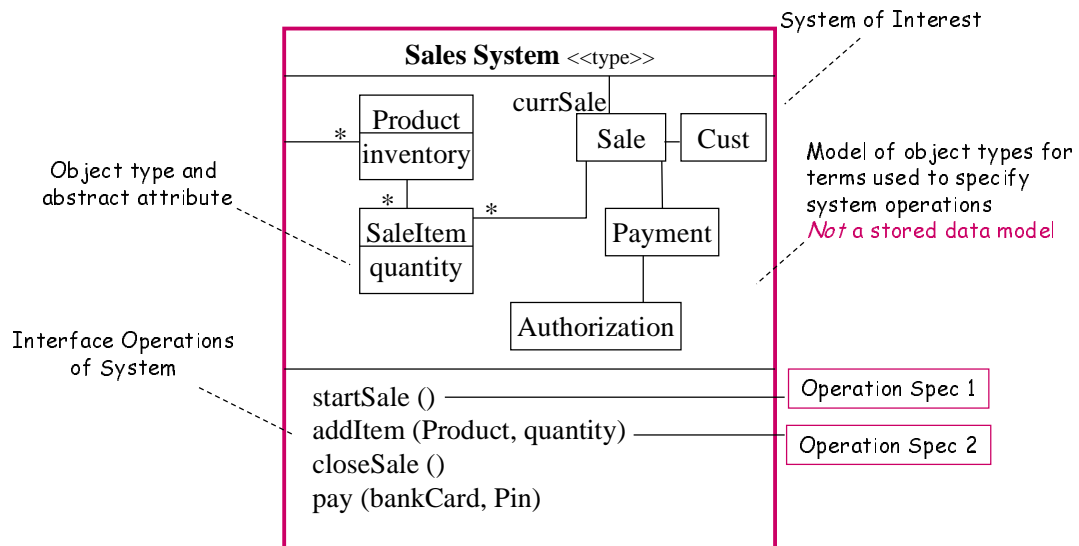 System of Interest
Sales System <<type>>
currSale
Product
inventory
*
Sale
Cust
Object type and
abstract attribute
Model of object types for
terms used to specify
system operations
Not a stored data model
*
*
SaleItem
quantity
Payment
Authorization
Interface Operations
of System
startSale ()
addItem (Product, quantity)
closeSale ()
pay (bankCard, Pin)
Operation Spec 1
Operation Spec 2